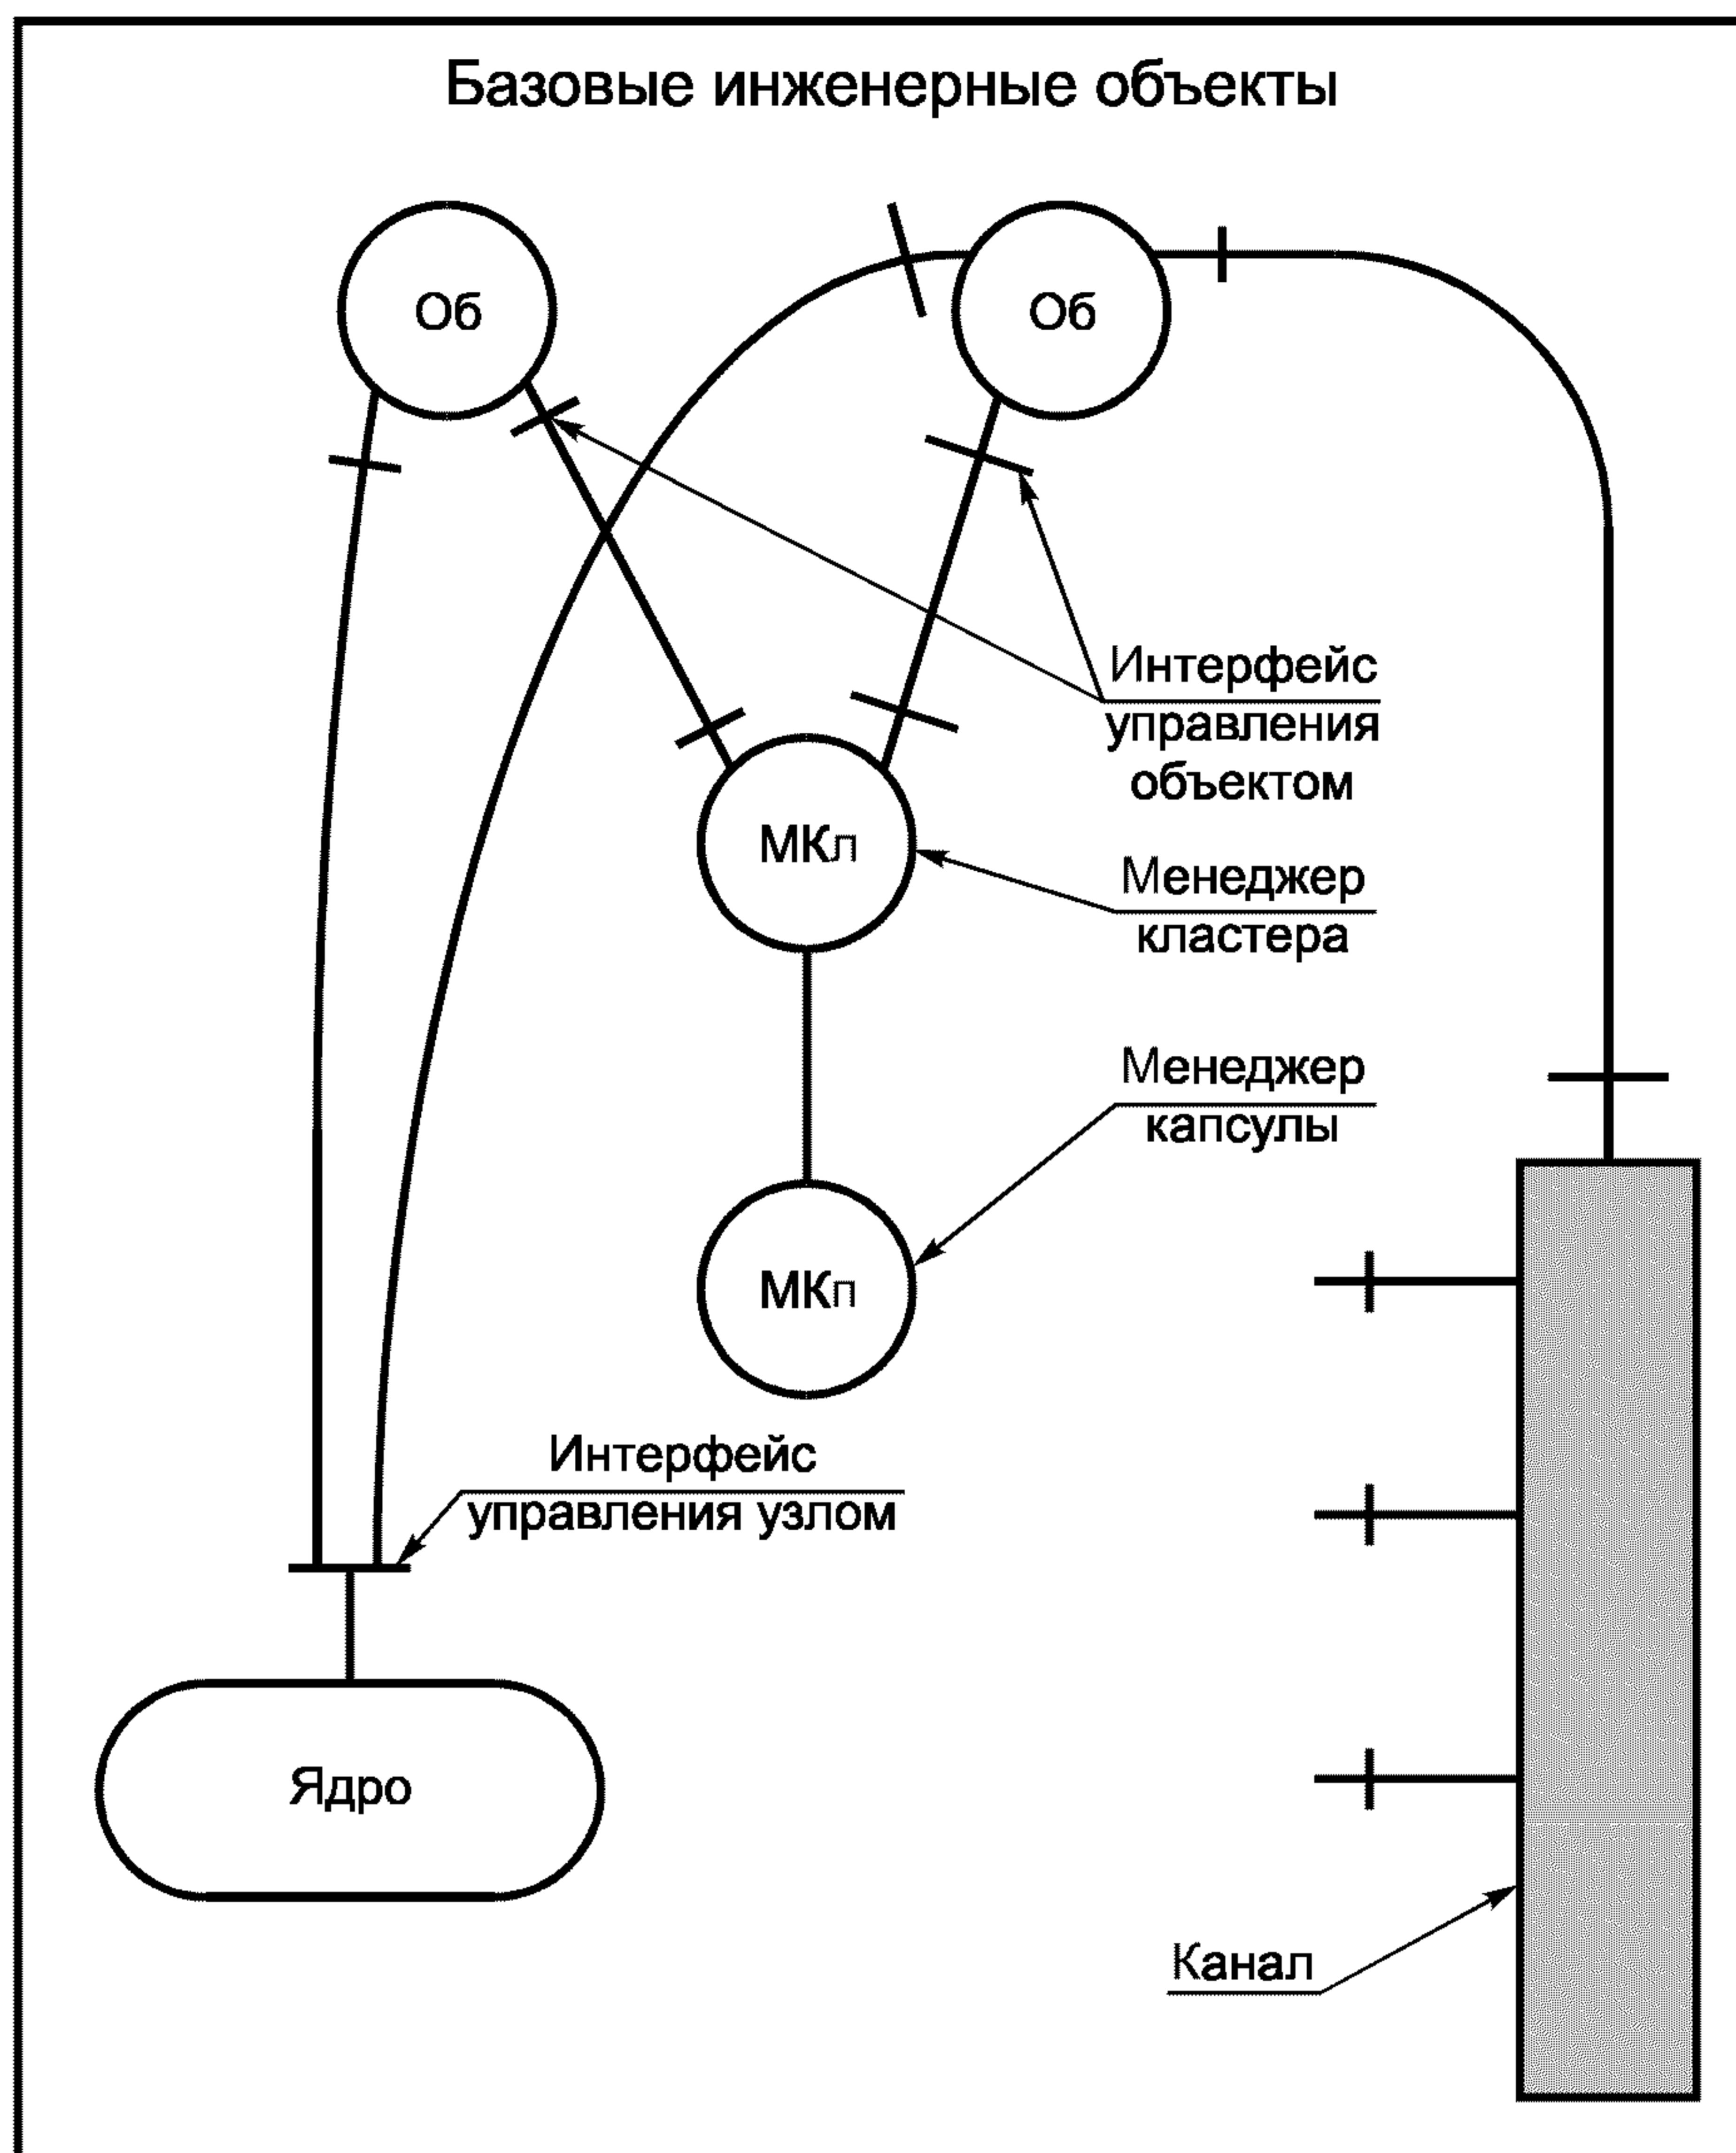 Базовые инженерные объекты
Об
Об
Интерфейс
управления
объектом
МКл
Менеджер
кластера
Менеджер
капсулы
МКп
Интерфейс
управления узлом
Ядро
Канал